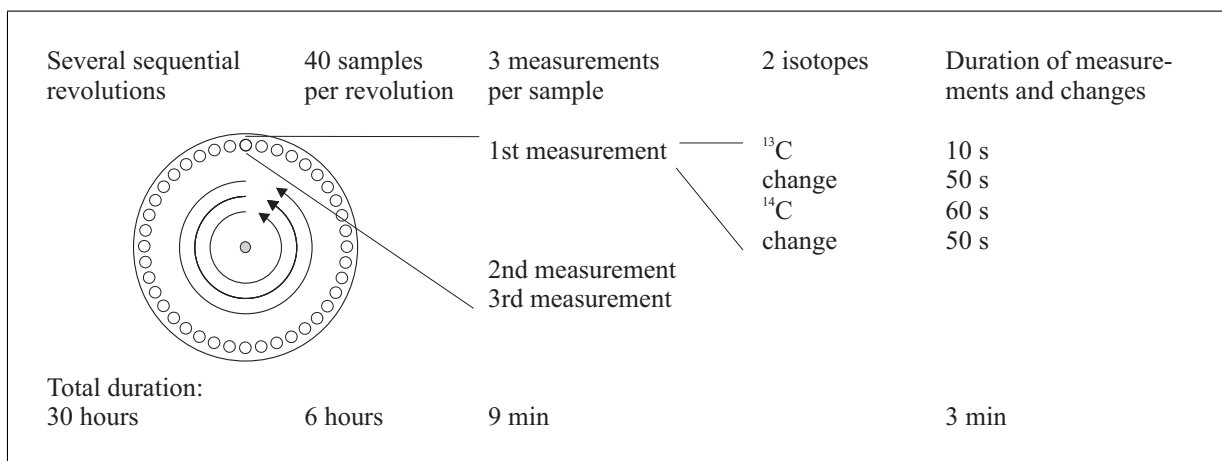 Several sequential
revolutions
40 samples
per revolution
3 measurements
per sample
2 isotopes
Duration of measure-
ments and changes
1st measurement
¹³C
10 s
change
50 s
¹⁴C
60 s
change
50 s
2nd measurement
3rd measurement
Total duration:
30 hours
6 hours
9 min
3 min